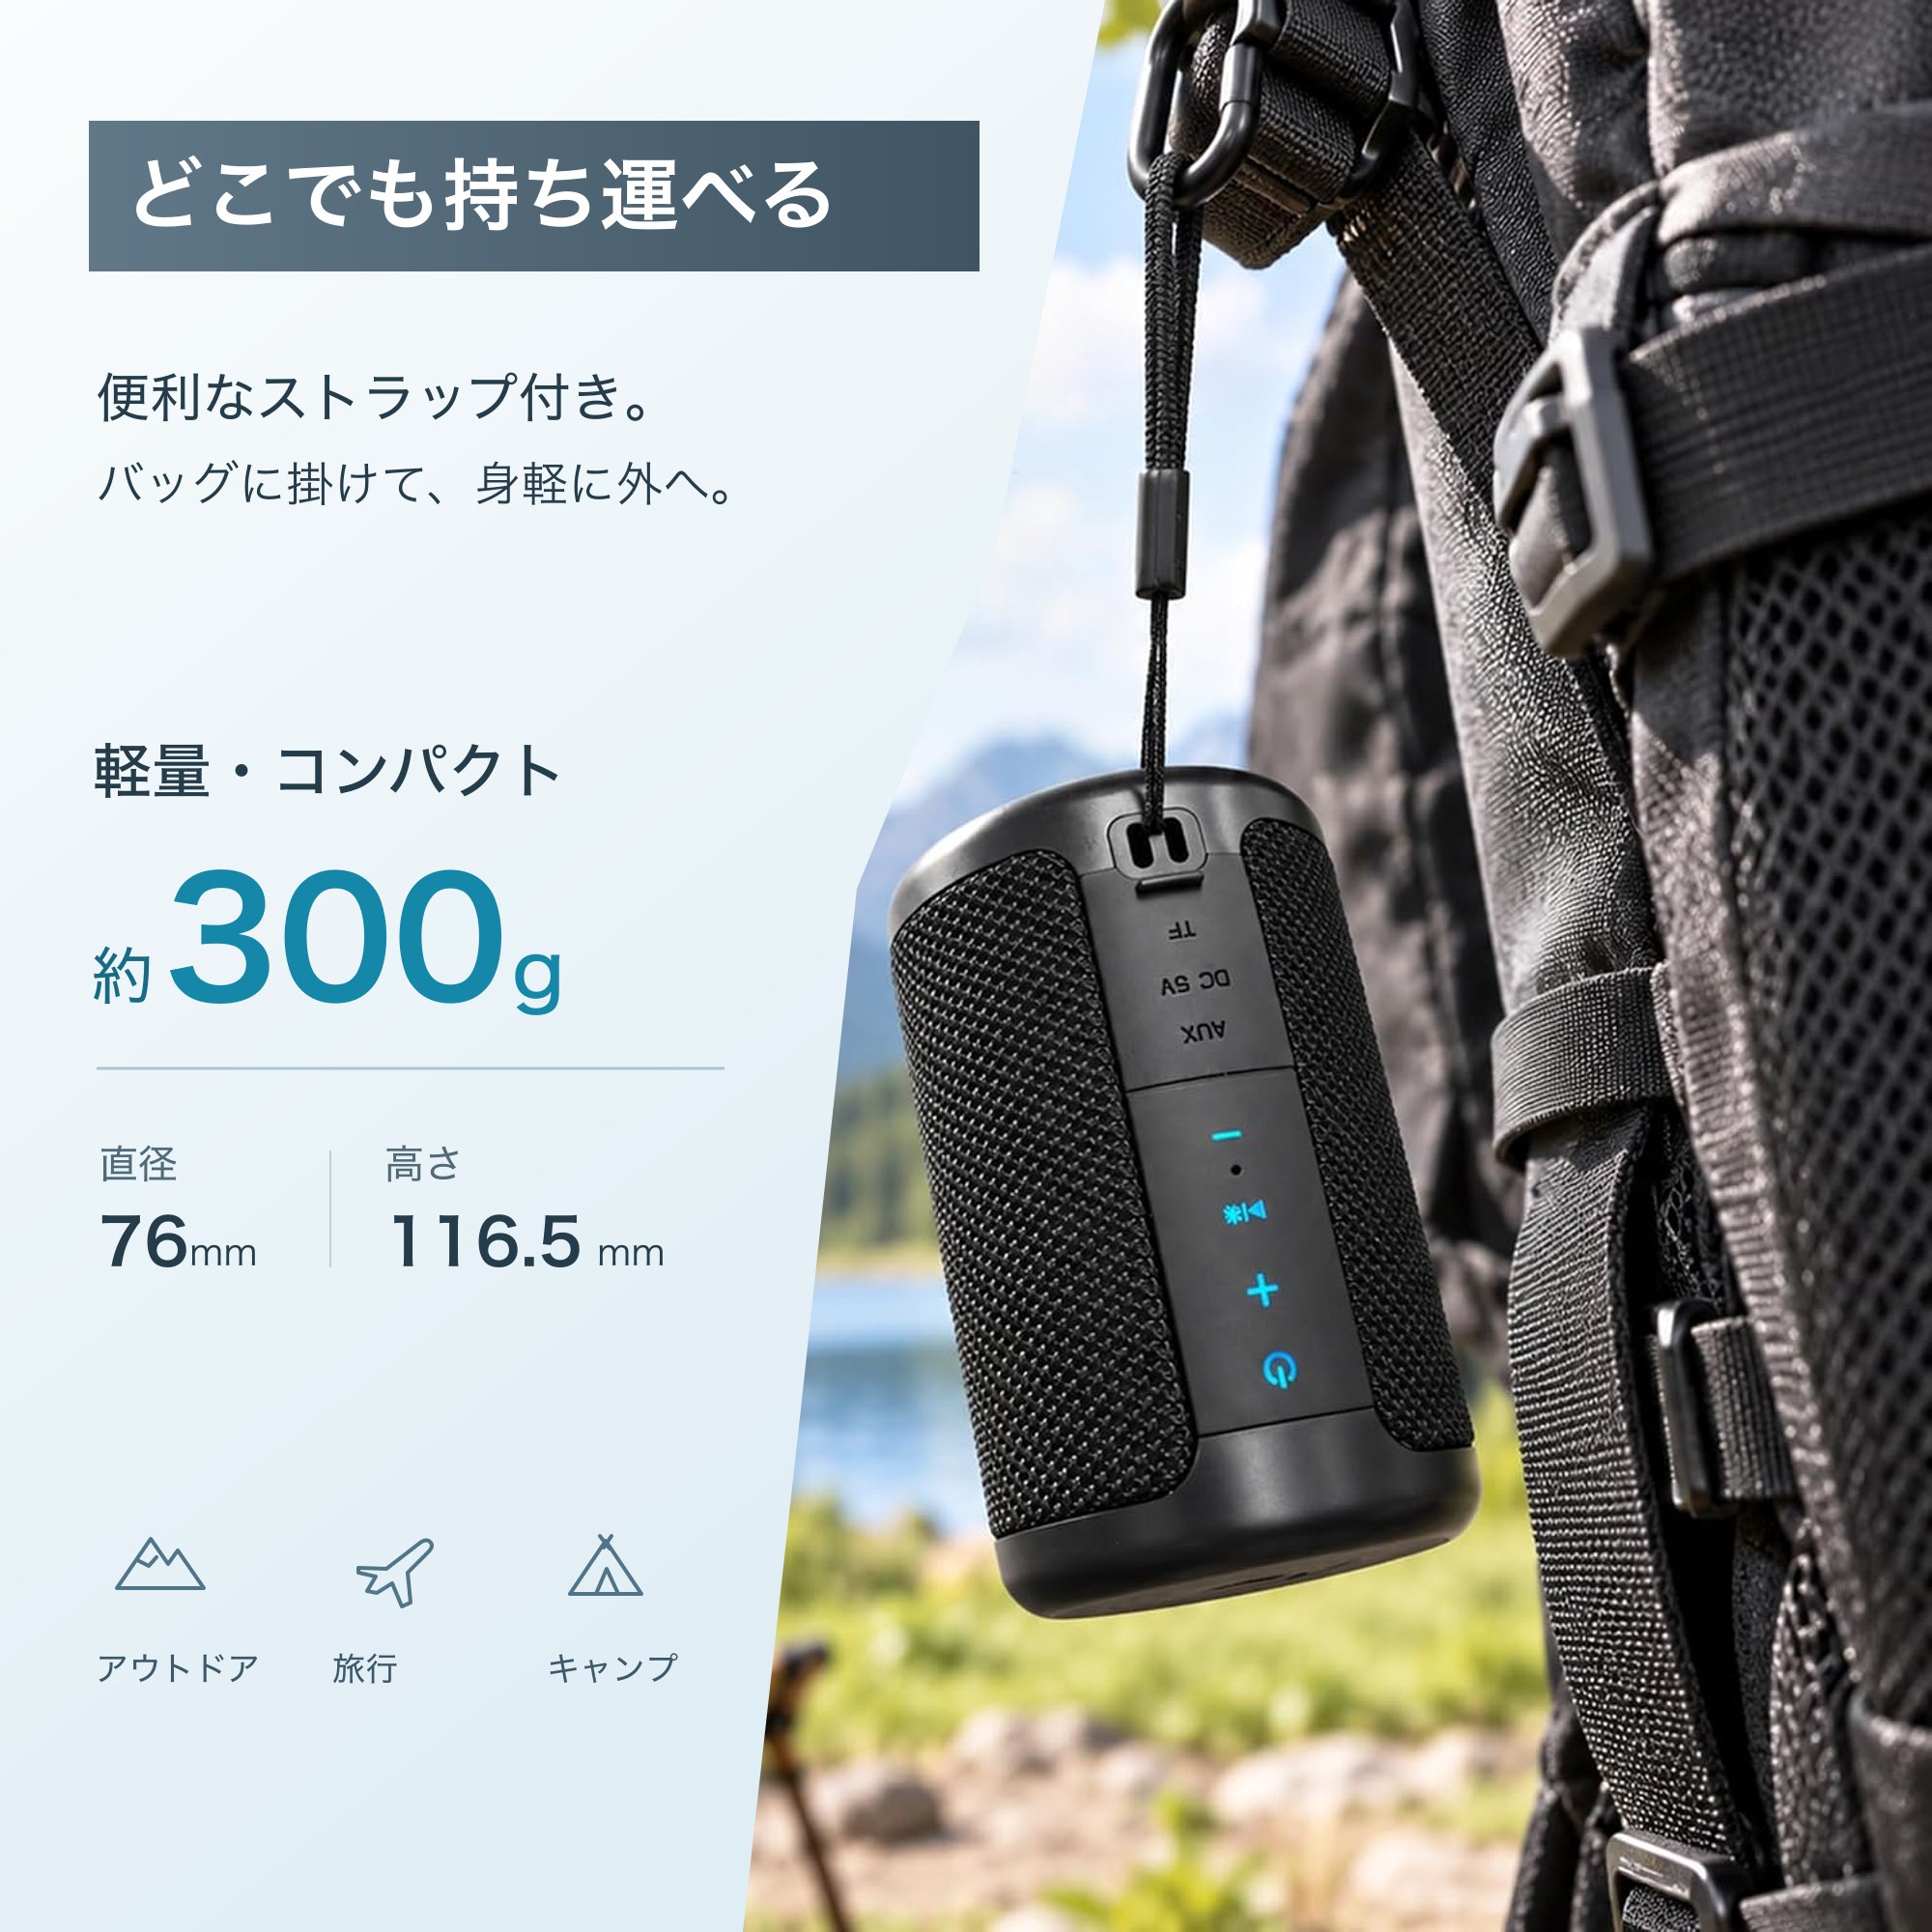 どこでも持ち運べる
便利なストラップ付き。
バッグに掛けて、身軽に外へ。
軽量・コンパクト
約300g
直径
76mm
高さ
116.5 mm
アウトドア
旅行
キャンプ
TF
DC 5V
AUX